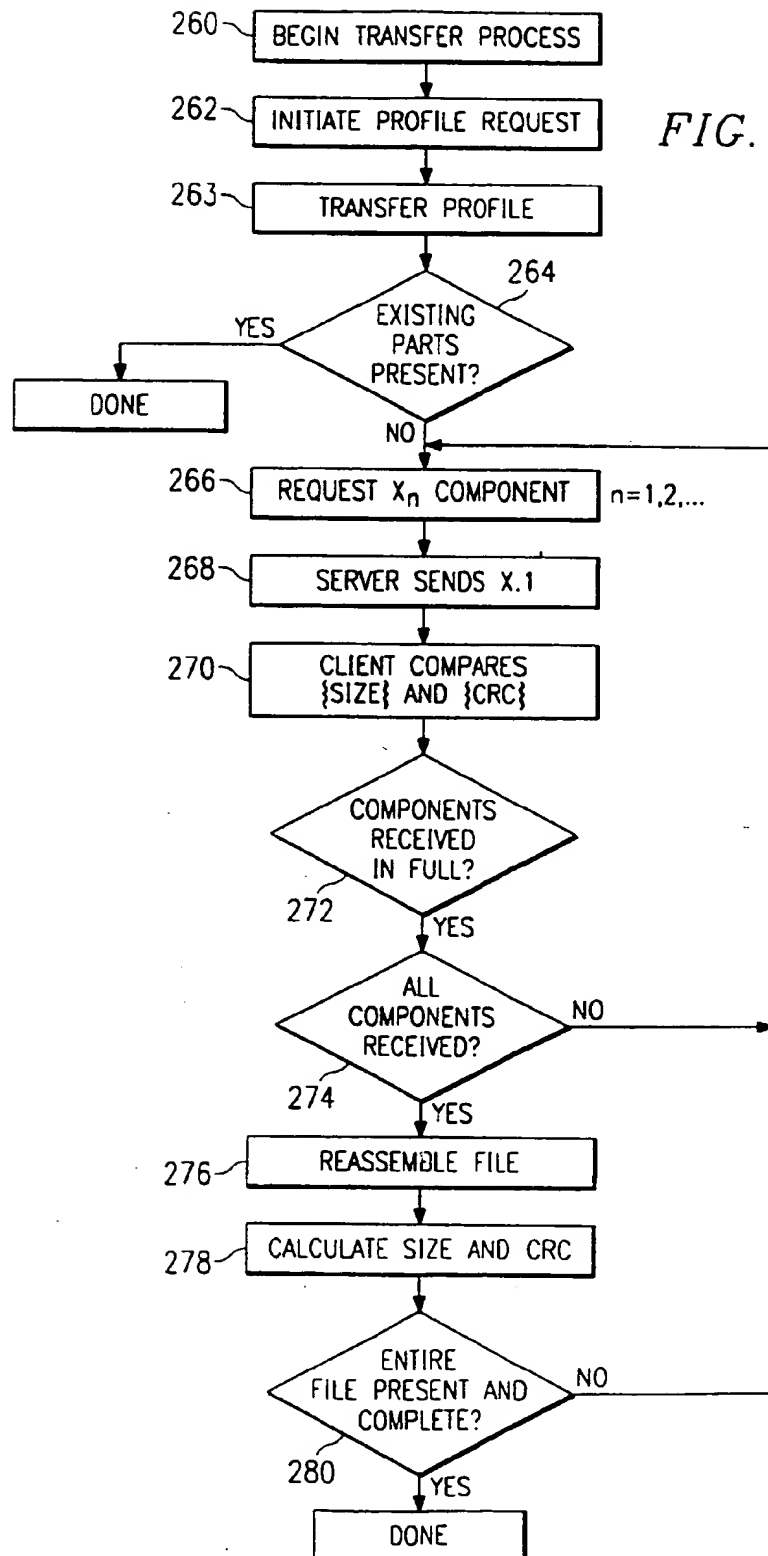 260
BEGIN TRANSFER PROCESS
262
INITIATE PROFILE REQUEST
FIG.
263
TRANSFER PROFILE
264
EXISTING
PARTS
PRESENT?
YES
DONE
NO
266
REQUEST Xn COMPONENT
n=1,2,...
268
SERVER SENDS X.1
270
CLIENT COMPARES
{SIZE} AND {CRC}
COMPONENTS
RECEIVED
IN FULL?
272
YES
ALL
COMPONENTS
RECEIVED?
NO
274
YES
276
REASSEMBLE FILE
278
CALCULATE SIZE AND CRC
ENTIRE
FILE PRESENT AND
COMPLETE?
NO
280
YES
DONE